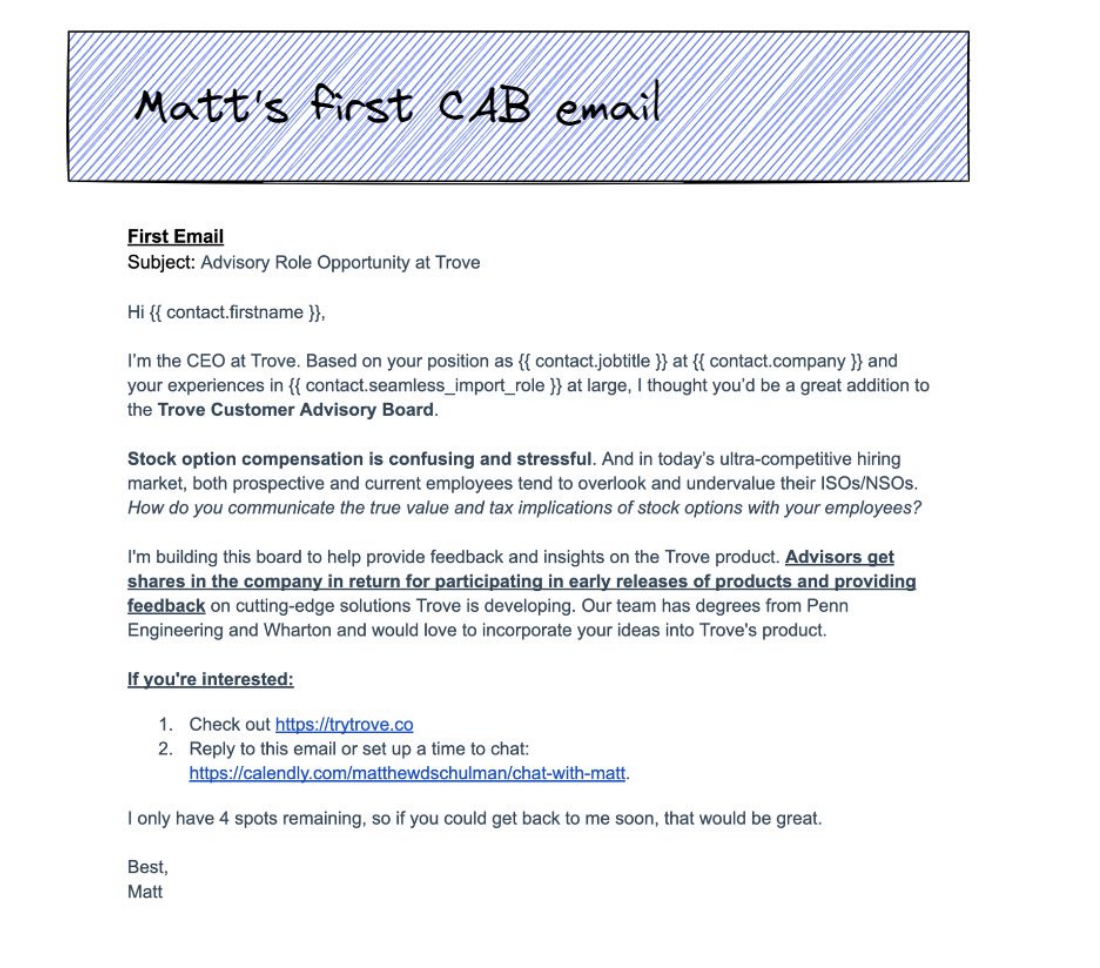 Matt's first CAB email
First Email
Subject: Advisory Role Opportunity at Trove
Hi {{ contact.firstname }},
I’m the CEO at Trove. Based on your position as {{ contact.jobtitle }} at {{ contact.company }} and
your experiences in {{ contact.seamless_import_role }} at large, I thought you’d be a great addition to
the Trove Customer Advisory Board.
Stock option compensation is confusing and stressful. And in today’s ultra-competitive hiring
market, both prospective and current employees tend to overlook and undervalue their ISOs/NSOs.
How do you communicate the true value and tax implications of stock options with your employees?
I'm building this board to help provide feedback and insights on the Trove product. Advisors get
shares in the company in return for participating in early releases of products and providing
feedback on cutting-edge solutions Trove is developing. Our team has degrees from Penn
Engineering and Wharton and would love to incorporate your ideas into Trove's product.
If you're interested:
1. Check out https://trytrove.co
2. Reply to this email or set up a time to chat:
https://calendly.com/matthewdschulman/chat-with-matt.
I only have 4 spots remaining, so if you could get back to me soon, that would be great.
Best,
Matt